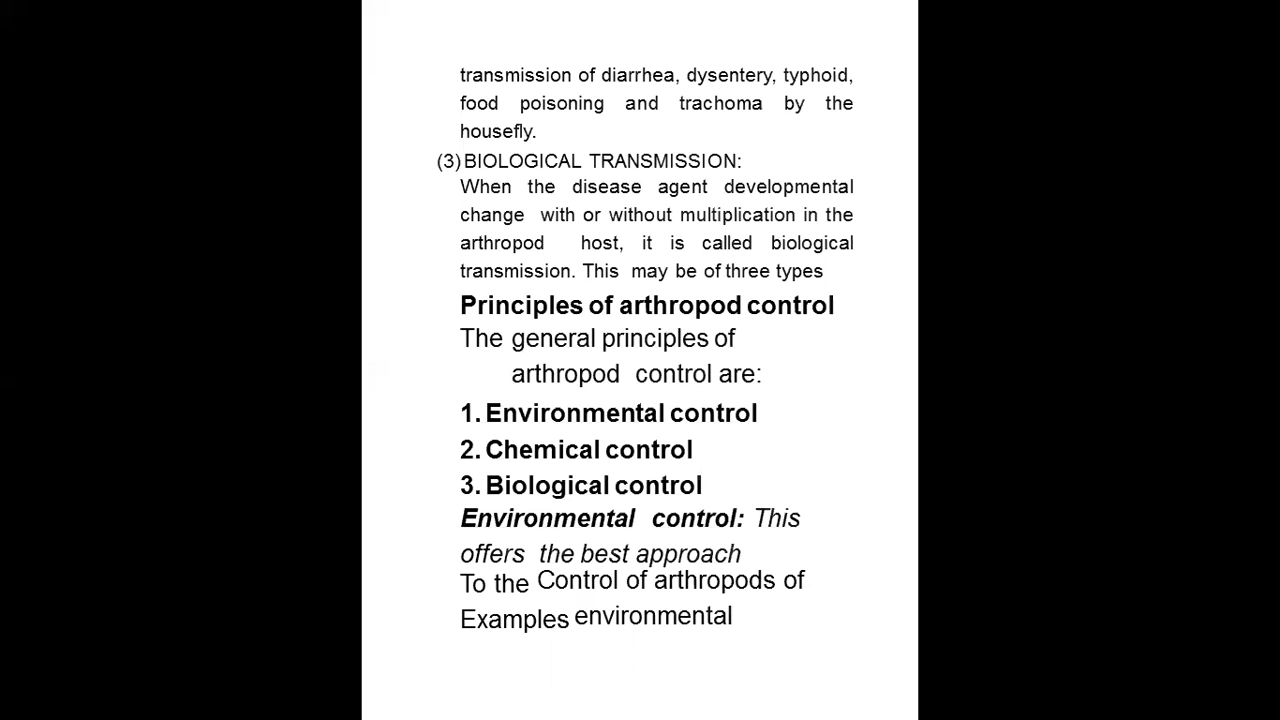 transmission of diarrhea, dysentery, typhoid,
food poisoning and trachoma by the
housefly.
(3) BIOLOGICAL TRANSMISSION:
When the disease agent developmental
change with or without multiplication in the
arthropod host, it is called biological
transmission. This may be of three types
Principles of arthropod control
The general principles of
arthropod control are:
1. Environmental control
2. Chemical control
3. Biological control
Environmental control: This
offers the best approach
To the Control of arthropods of
Examples environmental